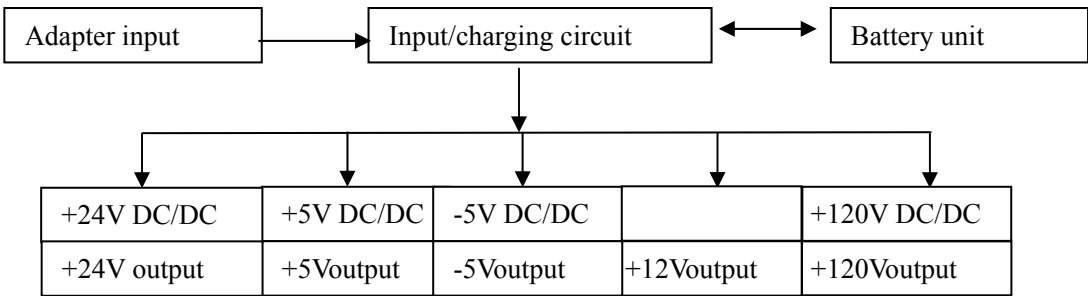 Adapter input
Input/charging circuit
Battery unit
+24V DC/DC
+5V DC/DC
-5V DC/DC
+120V DC/DC
+24V output
+5Voutput
-5Voutput
+12Voutput
+120Voutput